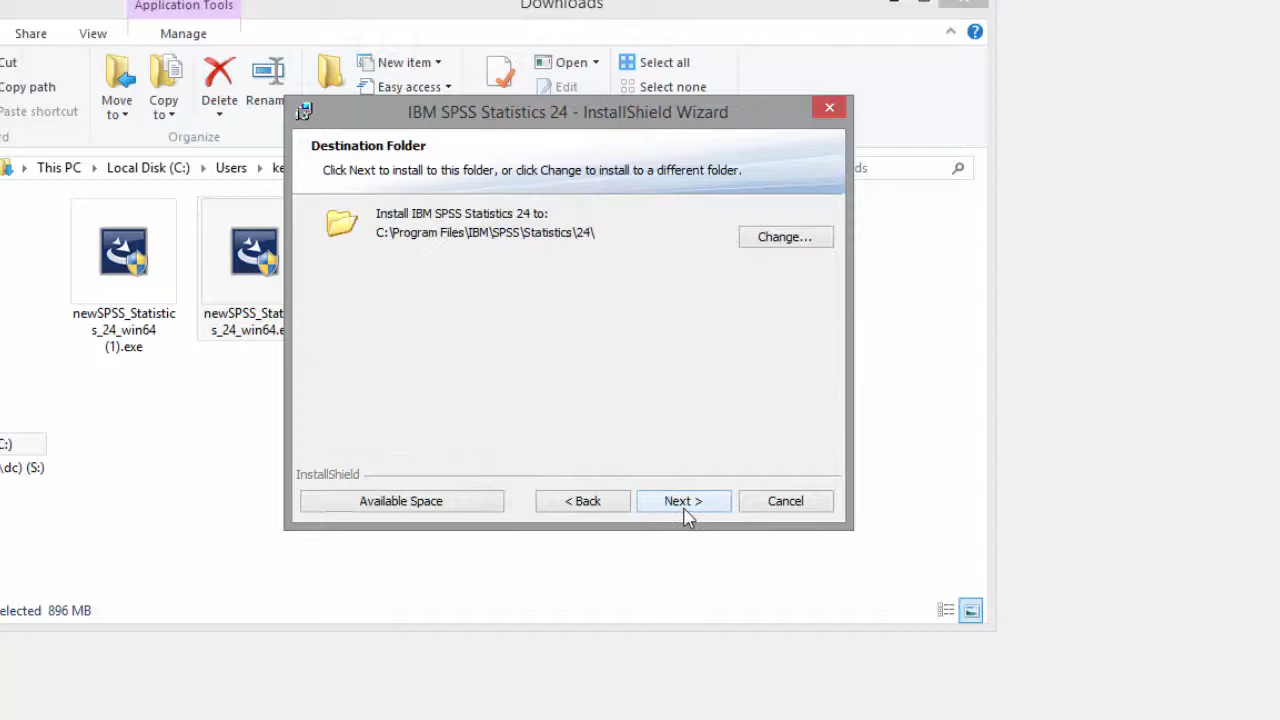 Application Tools
Downloads
Share
View
Manage
Cut
Copy path
Paste shortcut
Move to
Copy to
Delete
Organize
New item
Easy access
Open
Edit
Select all
Select none
This PC
Local Disk (C:)
Users
IBM SPSS Statistics 24 - InstallShield Wizard
Destination Folder
Click Next to install to this folder, or click Change to install to a different folder.
Install IBM SPSS Statistics 24 to:
C:\Program Files\IBM\SPSS\Statistics\24\
Change...
newSPSS_Statistic
s_24_win64
(1).exe
newSPSS_Stat
s_24_win64.e
C:)
\dc) (S:)
InstallShield
Available Space
< Back
Next >
Cancel
elected 896 MB